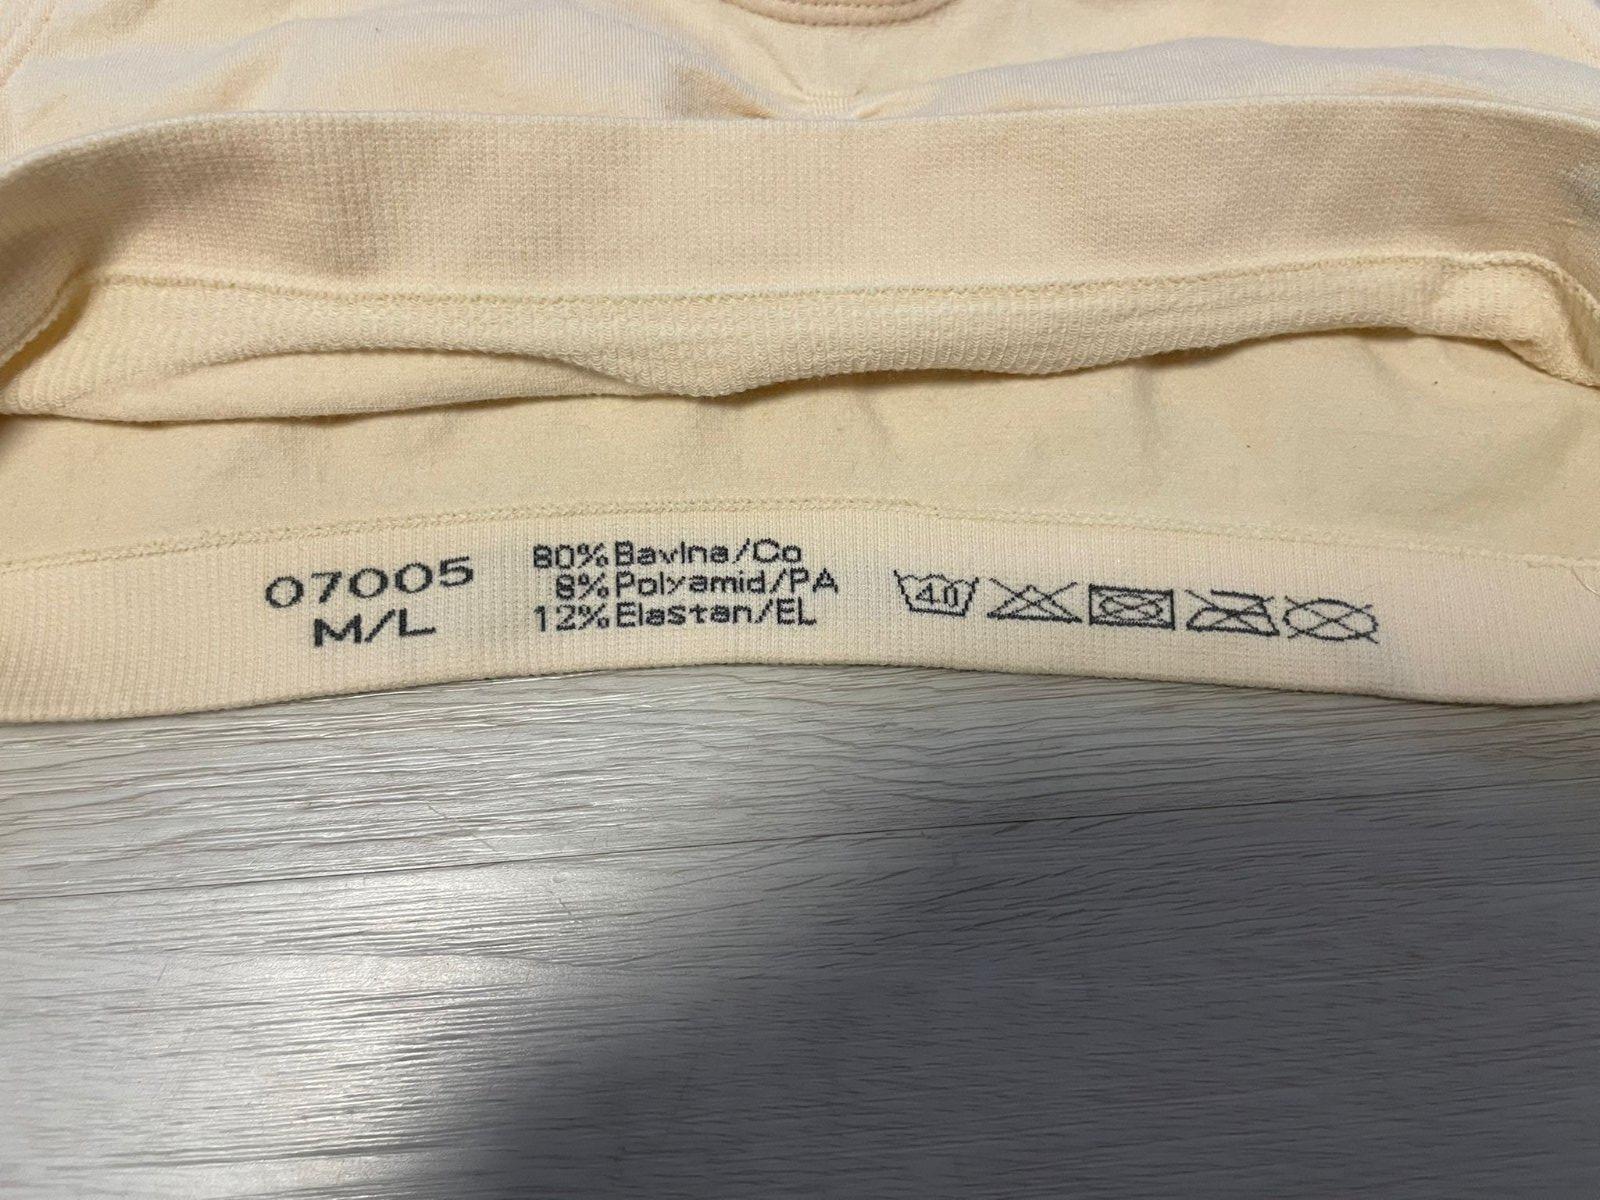 07005
M/L
80% Bavlna/Co
8% Polyamid/PA
12% Elastan/EL
40